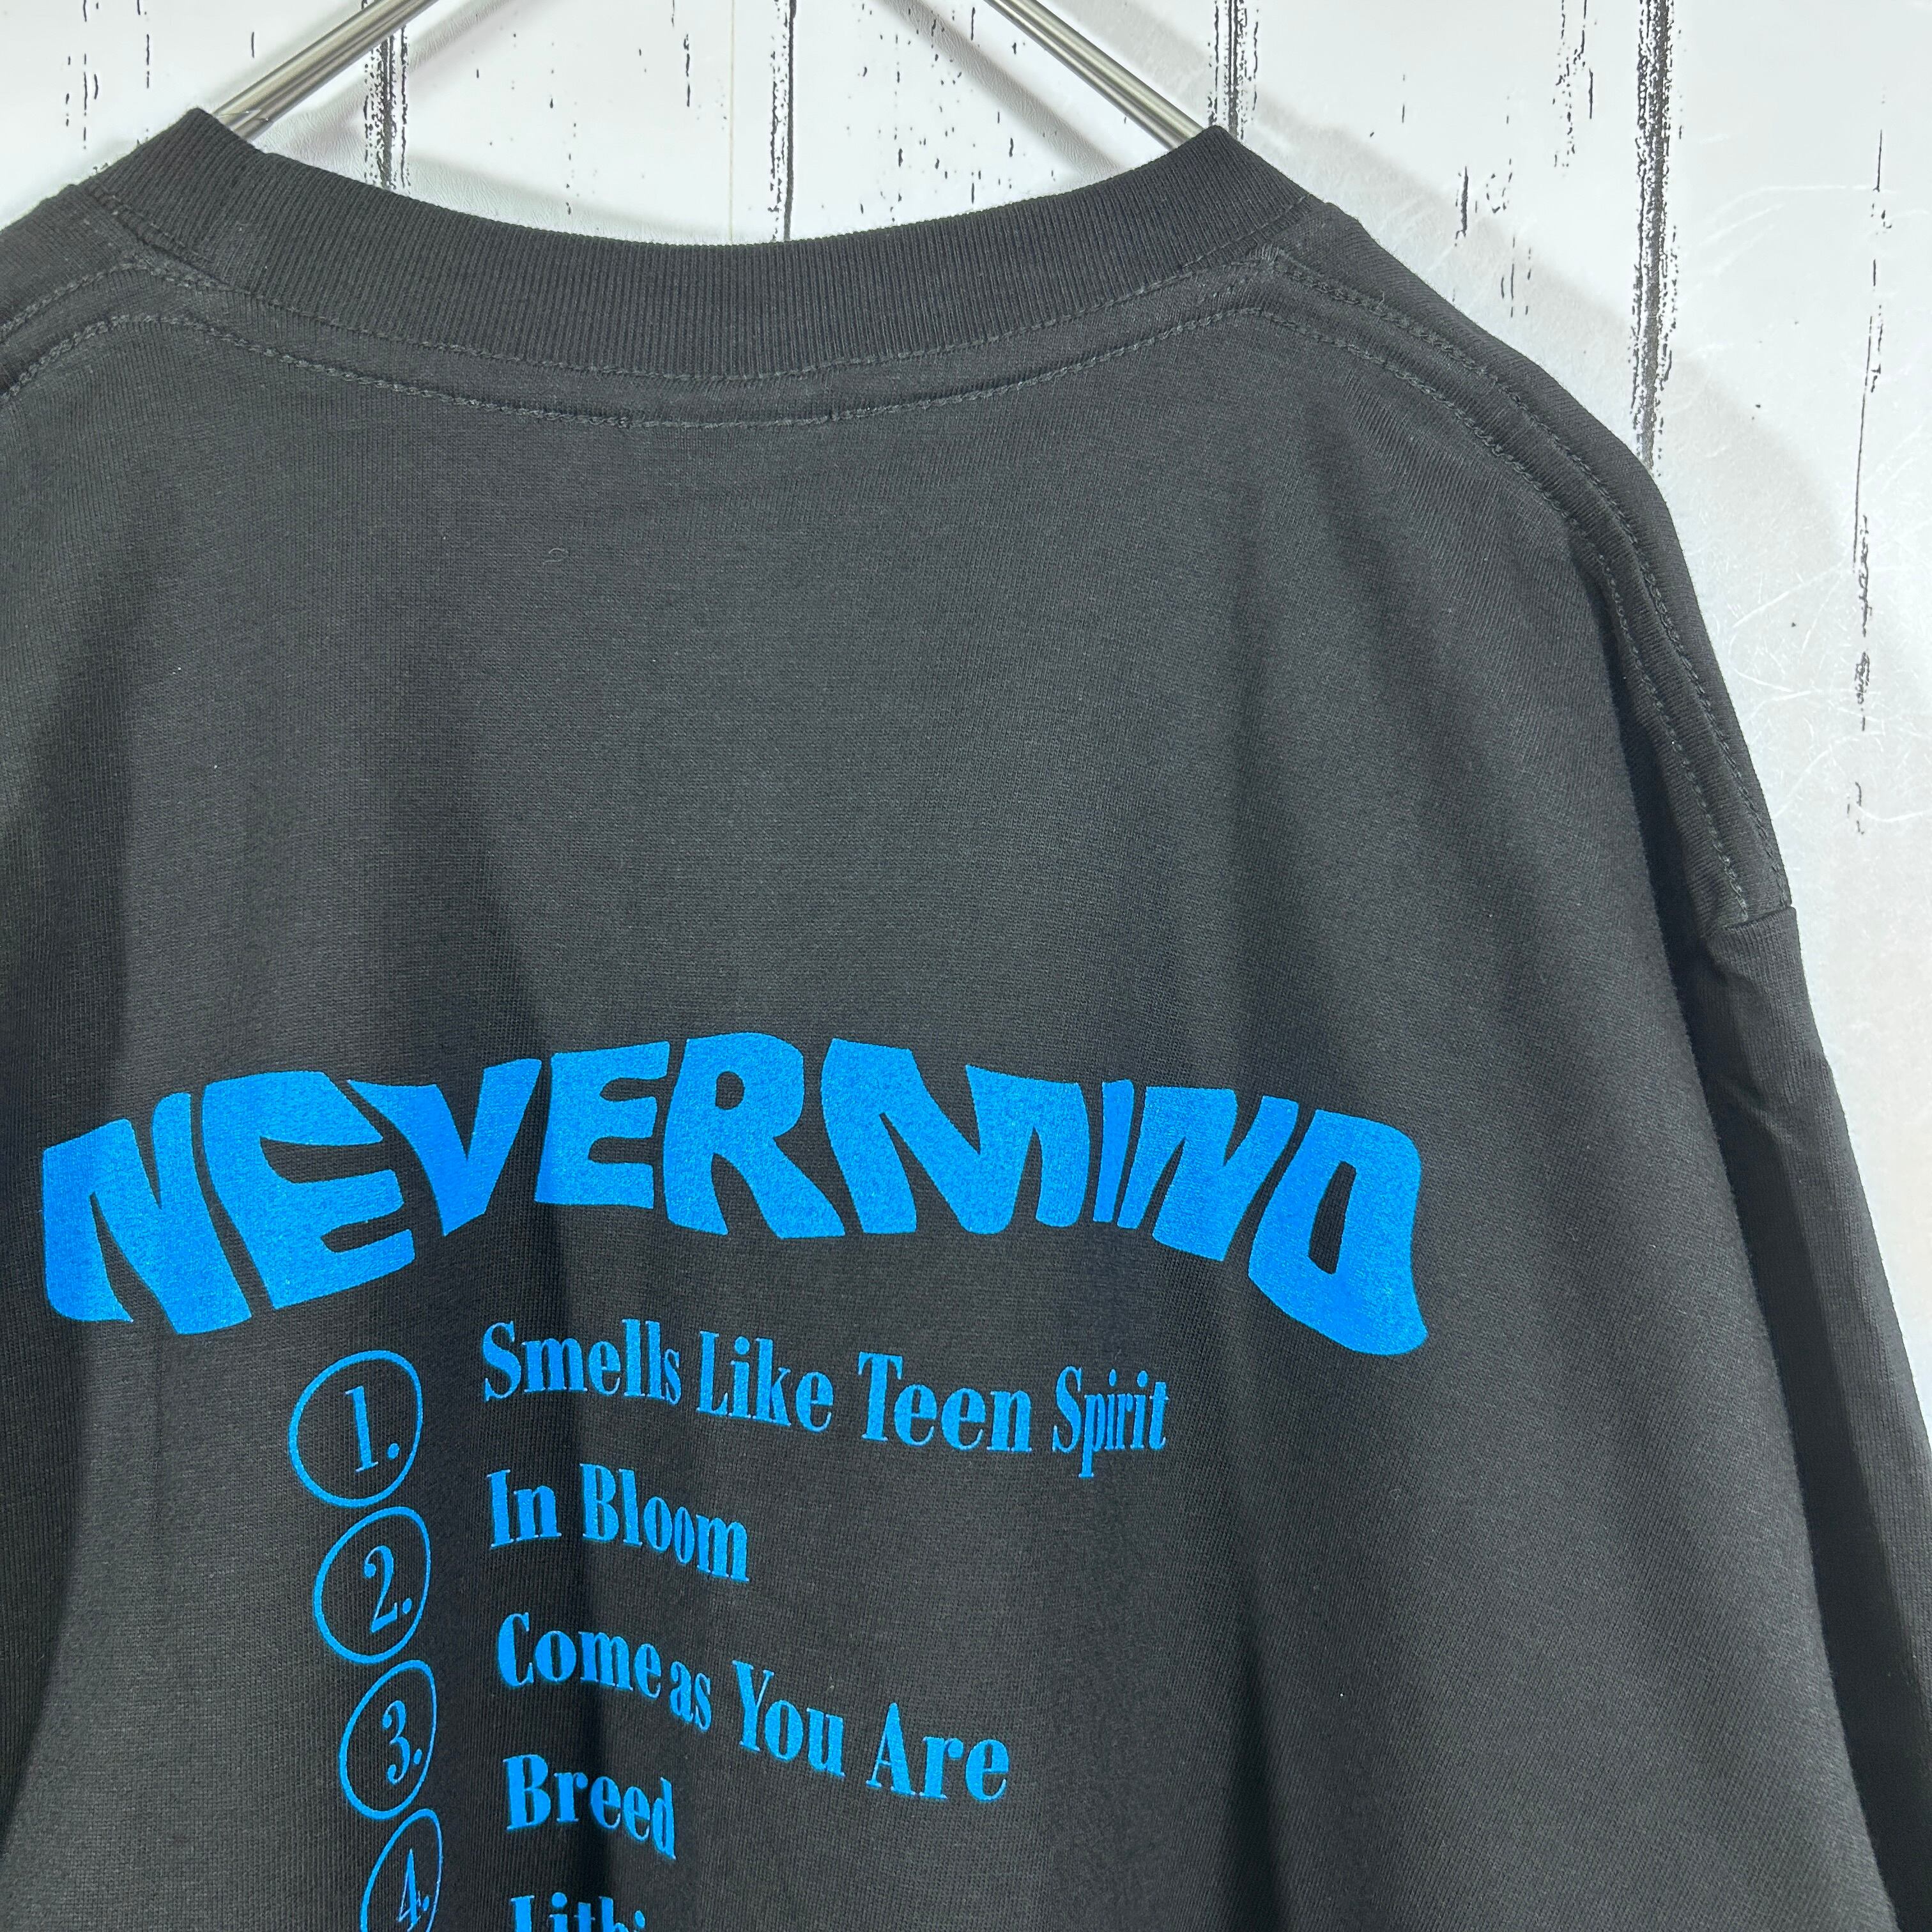 NEVERMIND
1. Smells Like Teen Spirit
2. In Bloom
3. Come as You Are
4. Breed